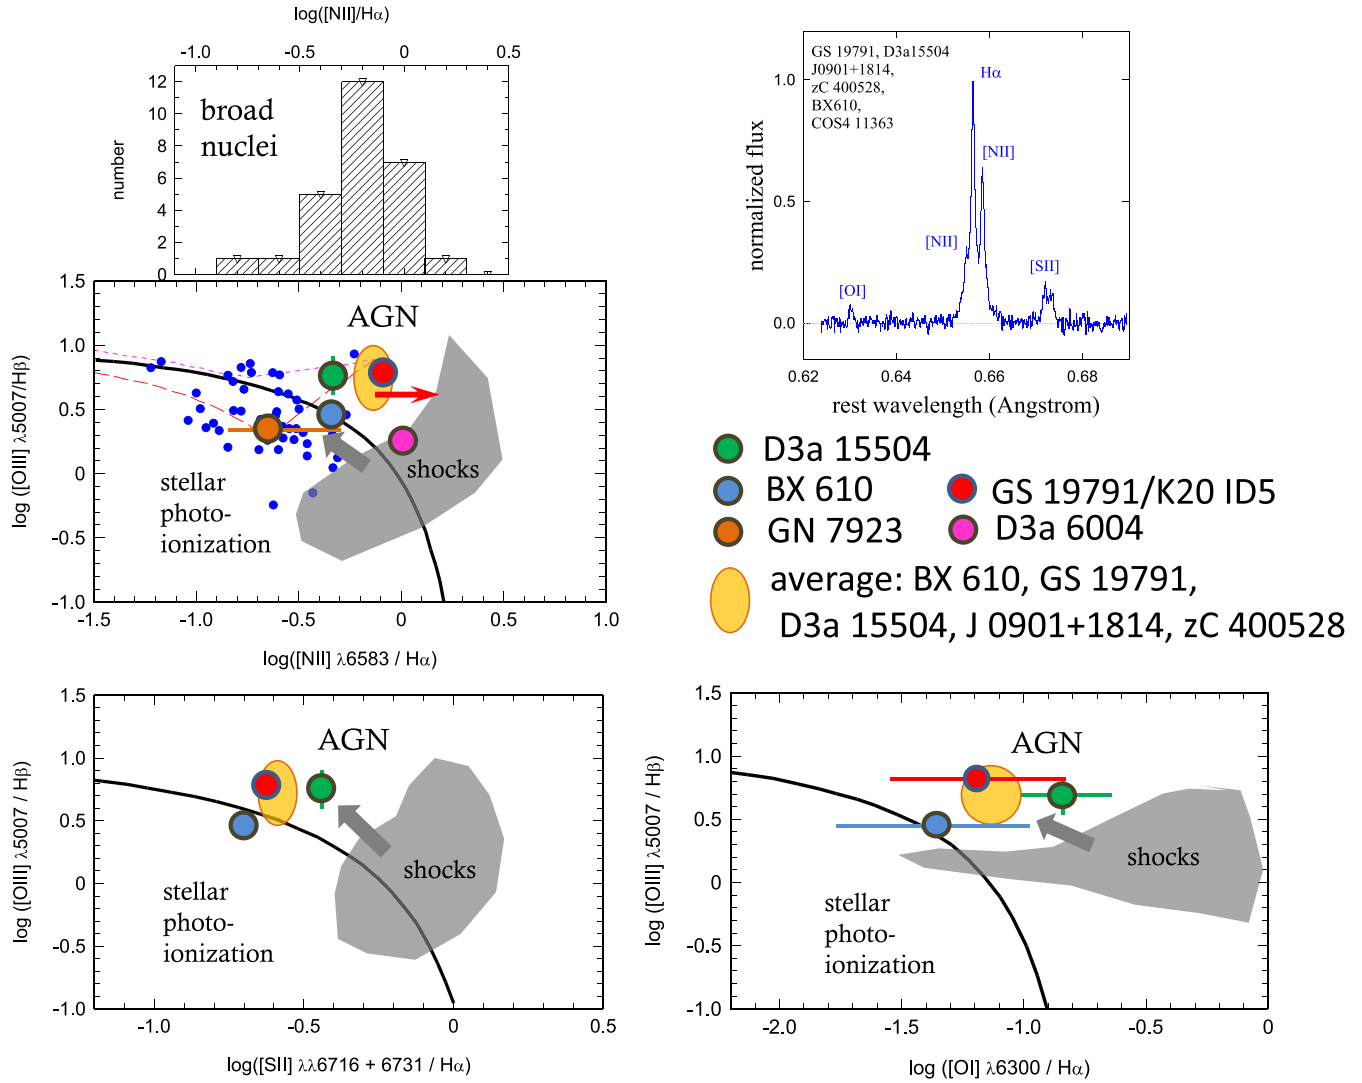 log([NII]/Hα)
-1.0 -0.5 0 0.5
12
10
8
6
4
2
0
number
broad
nuclei
GS 19791, D3a15504
J0901+1814,
zC 400528,
BX610,
COS4 11363
Hα
[NII]
[NII]
[SII]
[OI]
1.0
0.5
0.0
normalized flux
0.62 0.64 0.66 0.68
rest wavelength (Angstrom)
1.5
1.0
0.5
0
-0.5
-1.0
log ([OIII] λ5007/Hβ)
AGN
shocks
stellar
photo-
ionization
-1.5 -1.0 -0.5 0 0.5 1.0
log([NII] λ6583 / Hα)
D3a 15504
BX 610
GS 19791/K20 ID5
GN 7923
D3a 6004
average: BX 610, GS 19791,
D3a 15504, J 0901+1814, zC 400528
1.5
1.0
0.5
0
-0.5
-1.0
log ([OIII] λ5007 / Hβ)
AGN
shocks
stellar
photo-
ionization
-1.0 -0.5 0 0.5
log([SII] λλ6716 + 6731 / Hα)
1.5
1.0
0.5
0
-0.5
-1.0
log ([OIII] λ5007 / Hβ)
AGN
shocks
stellar
photo-
ionization
-2.0 -1.5 -1.0 -0.5 0
log ([OI] λ6300 / Hα)